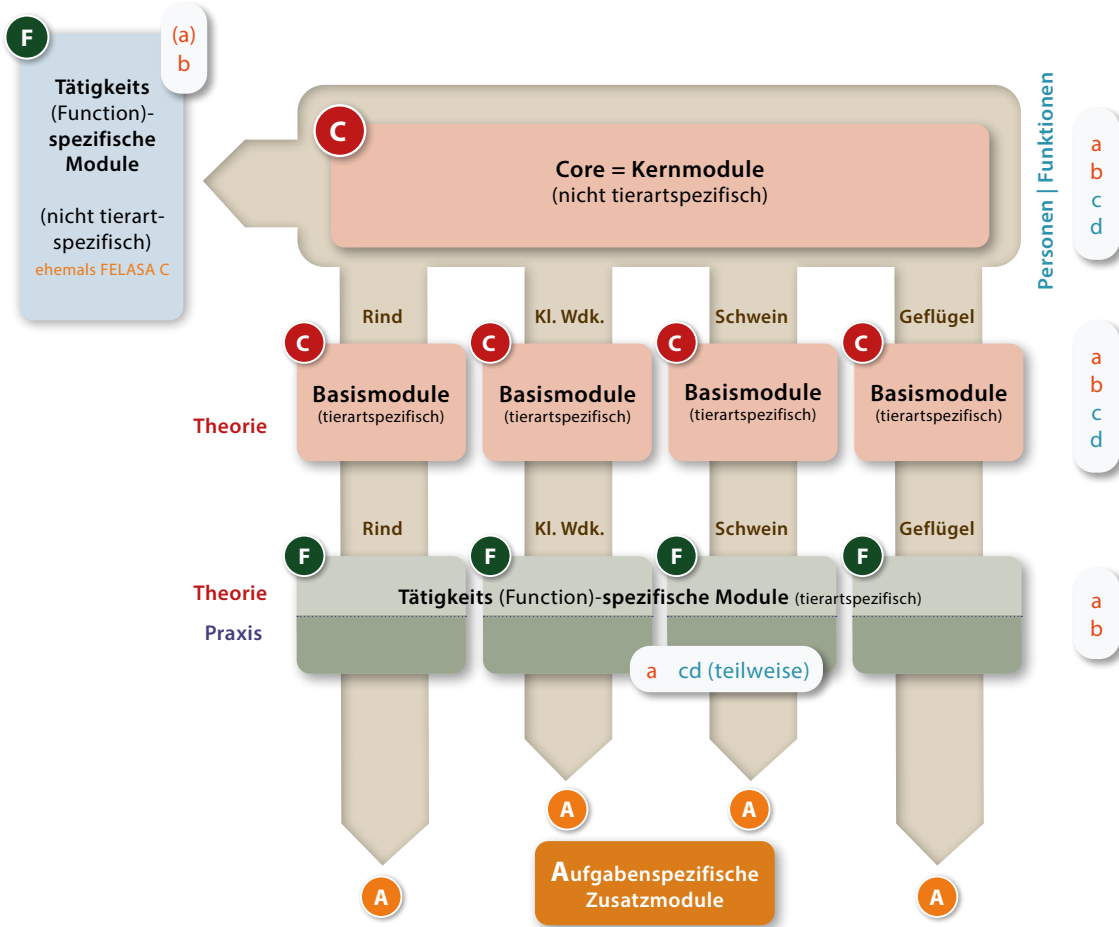 F
(a)
b
Tätigkeits
(Function)-
spezifische
Module
(nicht tierart-
spezifisch)
ehemals FELASA C
C
Core = Kernmodule
(nicht tierartspezifisch)
Personen | Funktionen
a
b
c
d
Rind
Kl. Wdk.
Schwein
Geflügel
C
C
C
C
Basismodule
(tierartspezifisch)
Basismodule
(tierartspezifisch)
Basismodule
(tierartspezifisch)
Basismodule
(tierartspezifisch)
Theorie
a
b
c
d
Rind
Kl. Wdk.
Schwein
Geflügel
F
F
F
F
Theorie
Tätigkeits (Function)-spezifische Module (tierartspezifisch)
Praxis
a
b
a cd (teilweise)
A
A
Aufgabenspezifische
Zusatzmodule
A
A